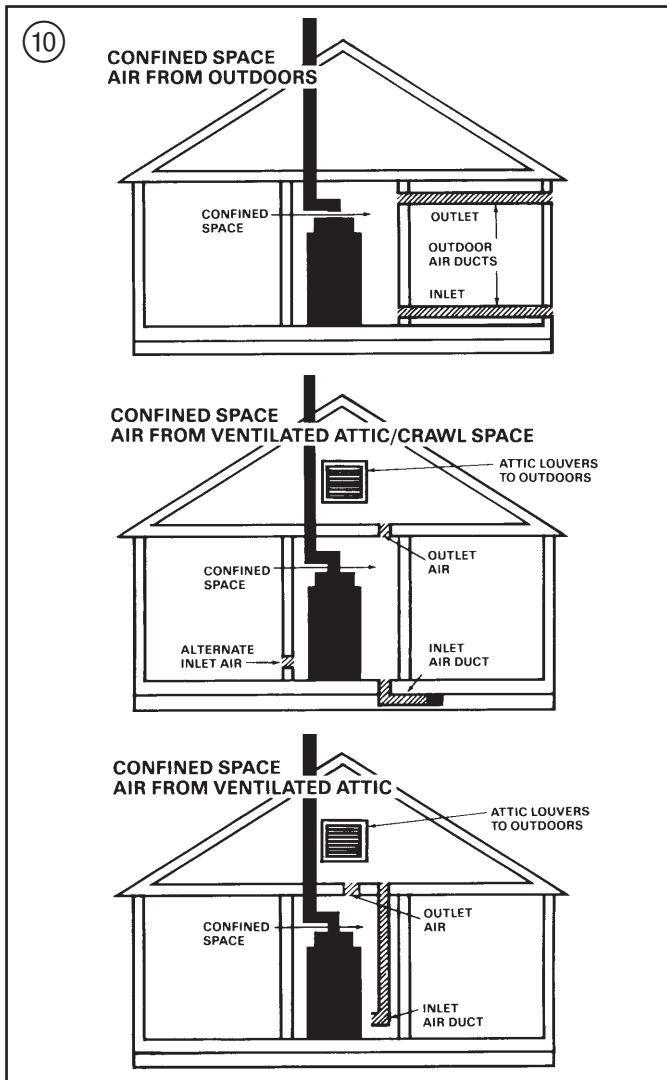 10
CONFINED SPACE
AIR FROM OUTDOORS
CONFINED
SPACE
OUTLET
OUTDOOR
AIR DUCTS
INLET
CONFINED SPACE
AIR FROM VENTILATED ATTIC/CRAWL SPACE
ATTIC LOUVERS
TO OUTDOORS
OUTLET
AIR
CONFINED
SPACE
ALTERNATE
INLET AIR
INLET
AIR DUCT
CONFINED SPACE
AIR FROM VENTILATED ATTIC
ATTIC LOUVERS
TO OUTDOORS
OUTLET
AIR
CONFINED
SPACE
INLET
AIR DUCT